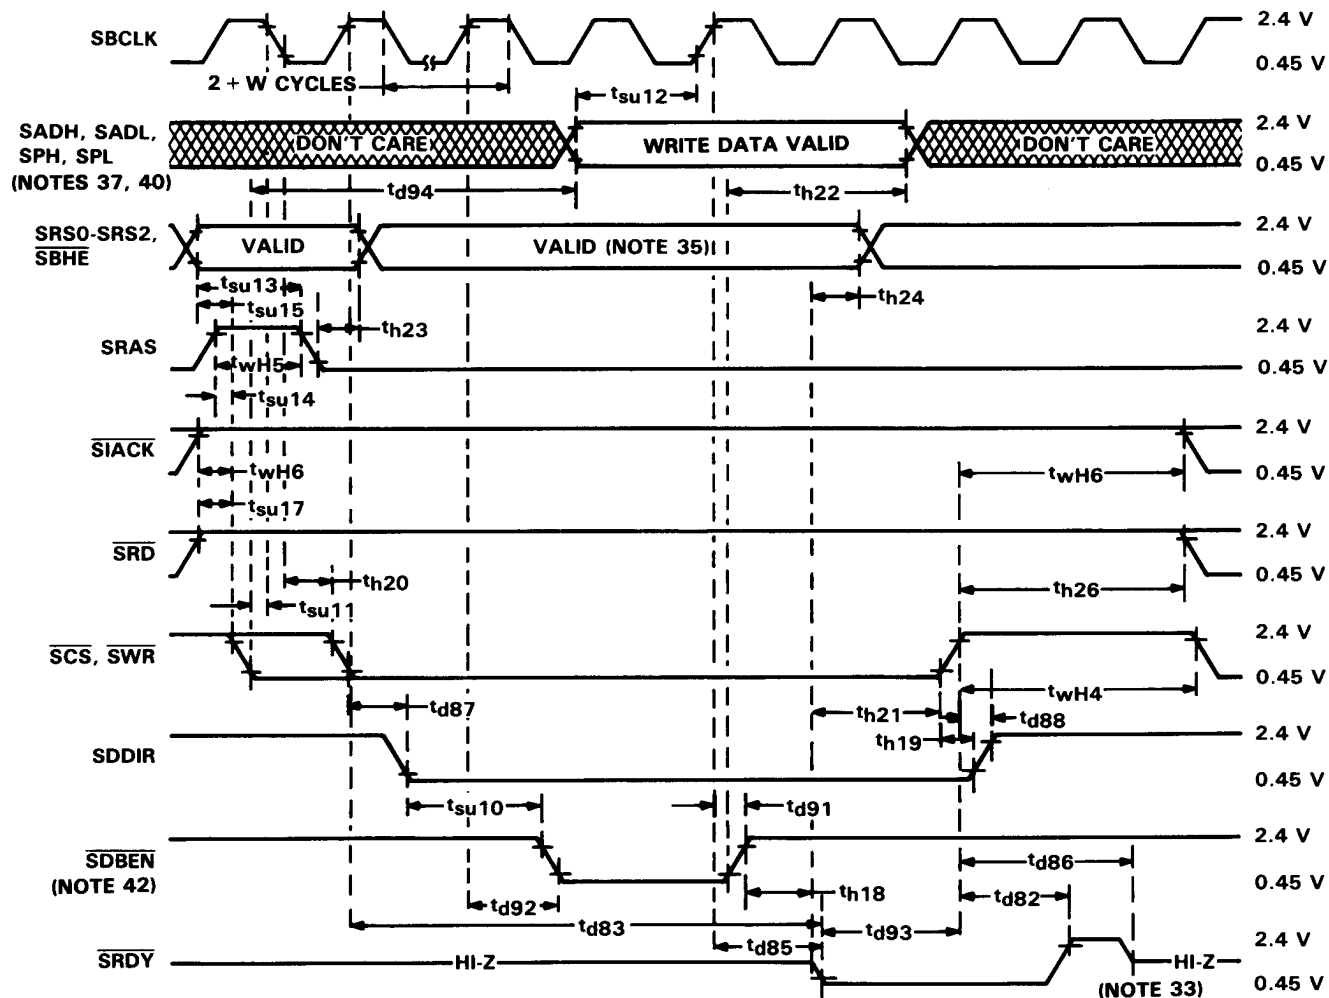 SBCLK
2.4 V
0.45 V
2 + W CYCLES
tsu12
SADH, SADL,
SPH, SPL
(NOTES 37, 40)
DON'T CARE
WRITE DATA VALID
DON'T CARE
2.4 V
0.45 V
td94
th22
SRS0-SRS2,
SBHE
VALID
VALID (NOTE 35)
2.4 V
0.45 V
tsu13
tsu15
th24
th23
SRAS
2.4 V
0.45 V
twH5
tsu14
SIACK
2.4 V
0.45 V
twH6
twH6
tsu17
SRD
2.4 V
0.45 V
th20
th26
tsu11
SCS, SWR
2.4 V
0.45 V
twH4
td87
th21
td88
th19
SDDIR
2.4 V
0.45 V
tsu10
td91
SDBEN
(NOTE 42)
2.4 V
0.45 V
td86
th18
td82
td92
td83
td93
td85
SRDY
HI-Z
HI-Z
(NOTE 33)
2.4 V
0.45 V